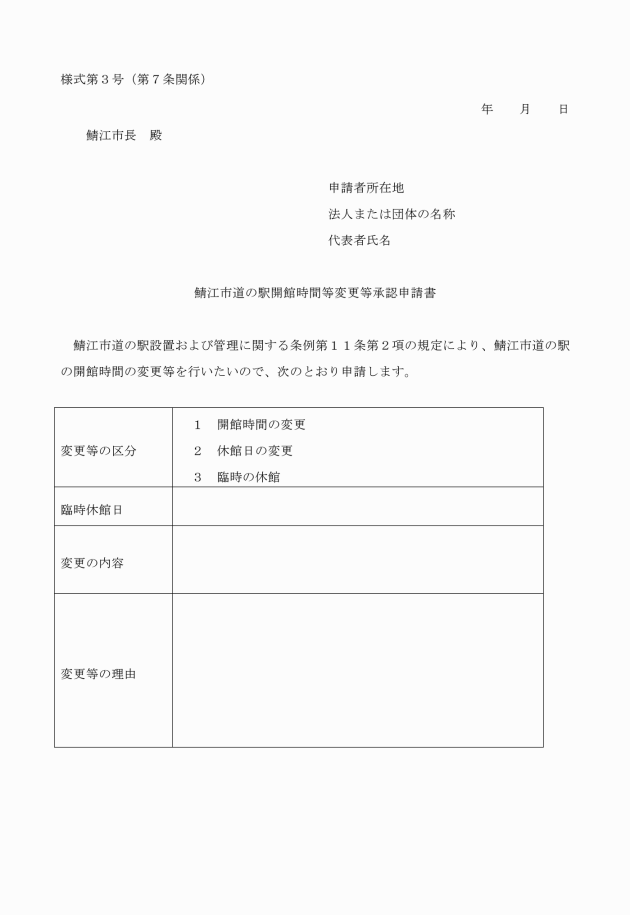 様式第３号（第７条関係）
年　　月　　日
鯖江市長　殿
申請者所在地
法人または団体の名称
代表者氏名
鯖江市道の駅開館時間等変更等承認申請書
鯖江市道の駅設置および管理に関する条例第１１条第２項の規定により、鯖江市道の駅
の開館時間の変更等を行いたいので、次のとおり申請します。
変更等の区分
１　開館時間の変更
２　休館日の変更
３　臨時の休館
臨時休館日
変更の内容
変更等の理由